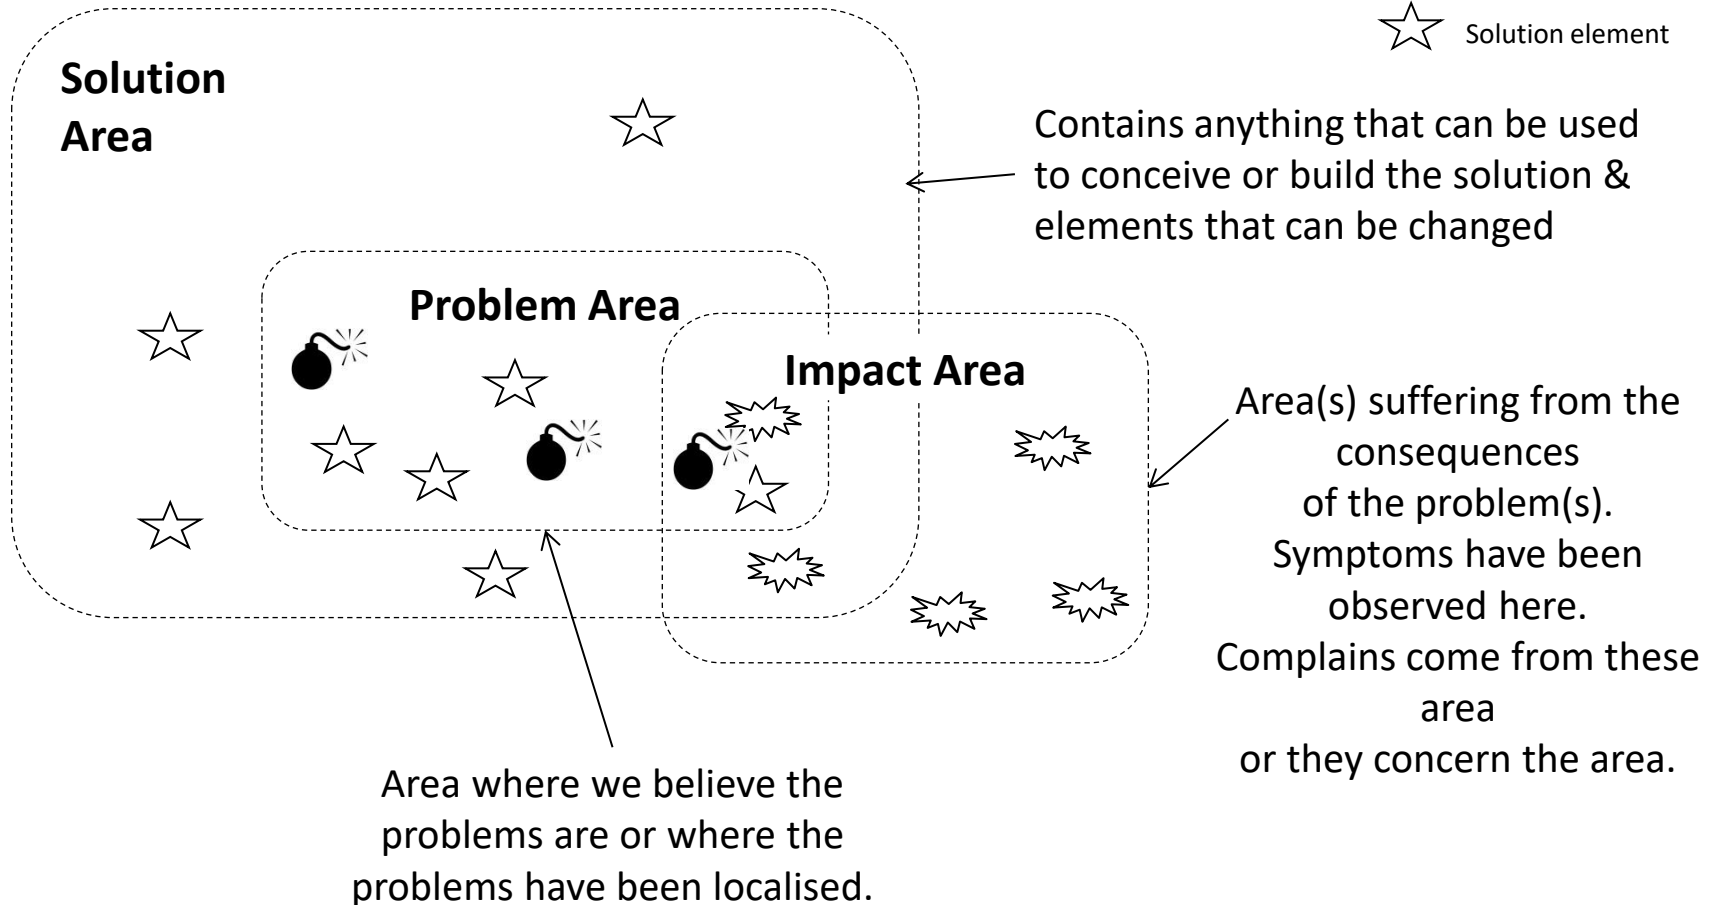 Solution element
Solution
Area
Contains anything that can be used
to conceive or build the solution &
elements that can be changed
Problem Area
Impact Area
Area(s) suffering from the
consequences
of the problem(s).
Symptoms have been
observed here.
Complains come from these
area
or they concern the area.
Area where we believe the
problems are or where the
problems have been localised.